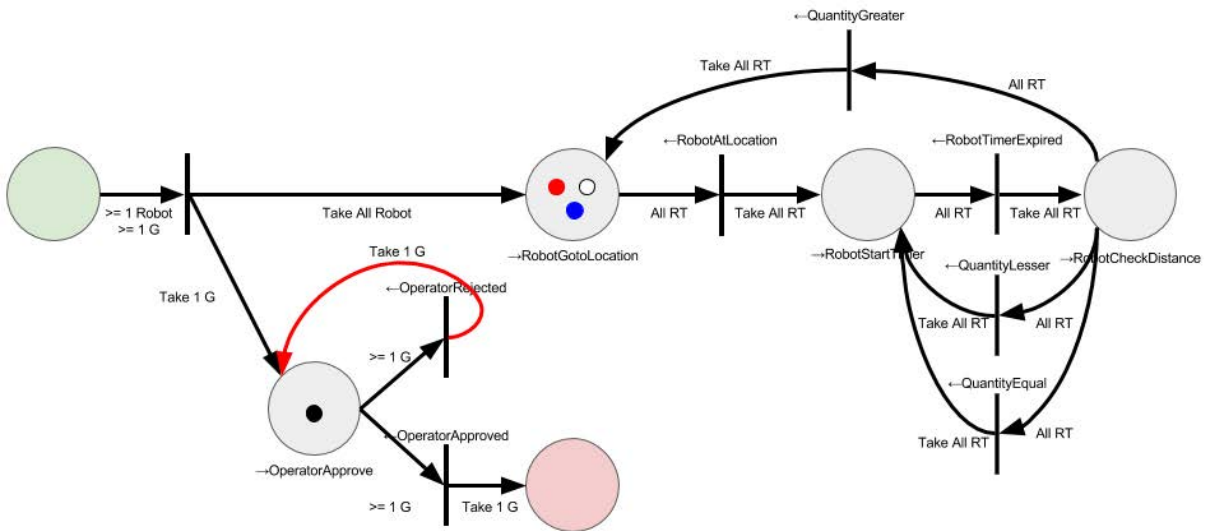 ←QuantityGreater
Take All RT
All RT
←RobotAtLocation
←RobotTimerExpired
>= 1 Robot
>= 1 G
Take All Robot
All RT
Take All RT
All RT
Take All RT
→RobotGotoLocation
→RobotStartTimer
→RobotCheckDistance
Take 1 G
←QuantityLesser
Take 1 G
←OperatorRejected
Take All RT
All RT
>= 1 G
←QuantityEqual
←OperatorApproved
Take All RT
All RT
→OperatorApprove
>= 1 G
Take 1 G